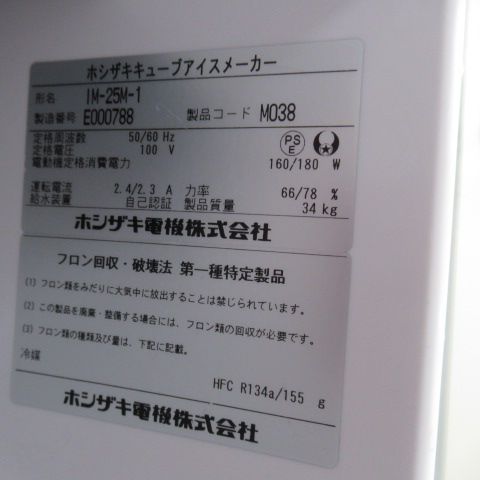 ホシザキキューブアイスメーカー
形名 IM-25M-1
製造番号 E000788 製品コード M038
定格周波数 50/60 Hz
定格電圧 100 V
PS E
電動機定格消費電力 160/180 W
運転電流 2.4/2.3 A 力率 66/78 %
給水装置 自己認証 製品質量 34 kg
ホシザキ電機株式会社
フロン回収・破壊法 第一種特定製品
(1) フロン類をみだりに大気中に放出することは禁じられています。
(2) この製品を廃棄・整備する場合には、フロン類の回収が必要です。
(3) フロン類の種類及び量は、下記に記載。
冷媒 HFC R134a/155 g
ホシザキ電機株式会社